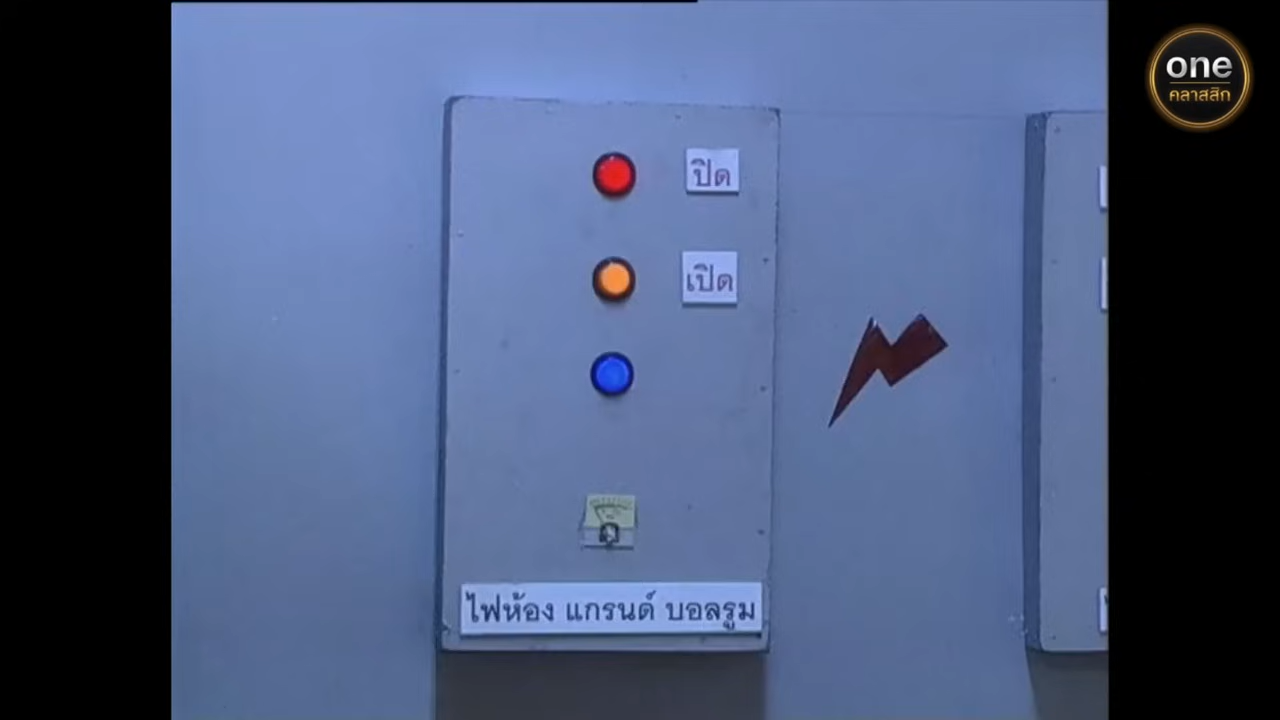 one
คลาสสิก
ปิด
เปิด
ไฟห้อง แกรนด์ บอลรูม